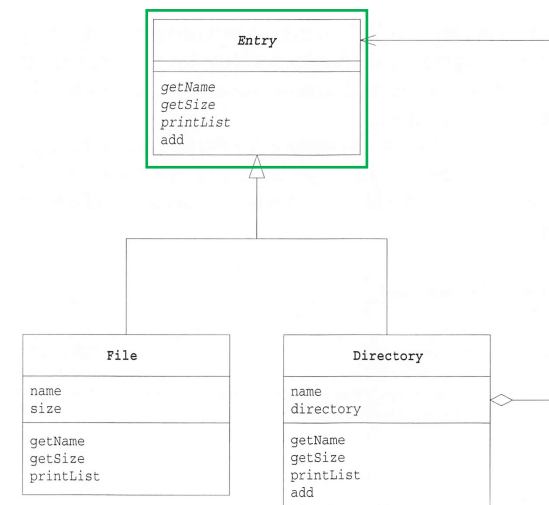 Entry
getName
getSize
printList
add
File
name
size
getName
getSize
printList
Directory
name
directory
getName
getSize
printList
add